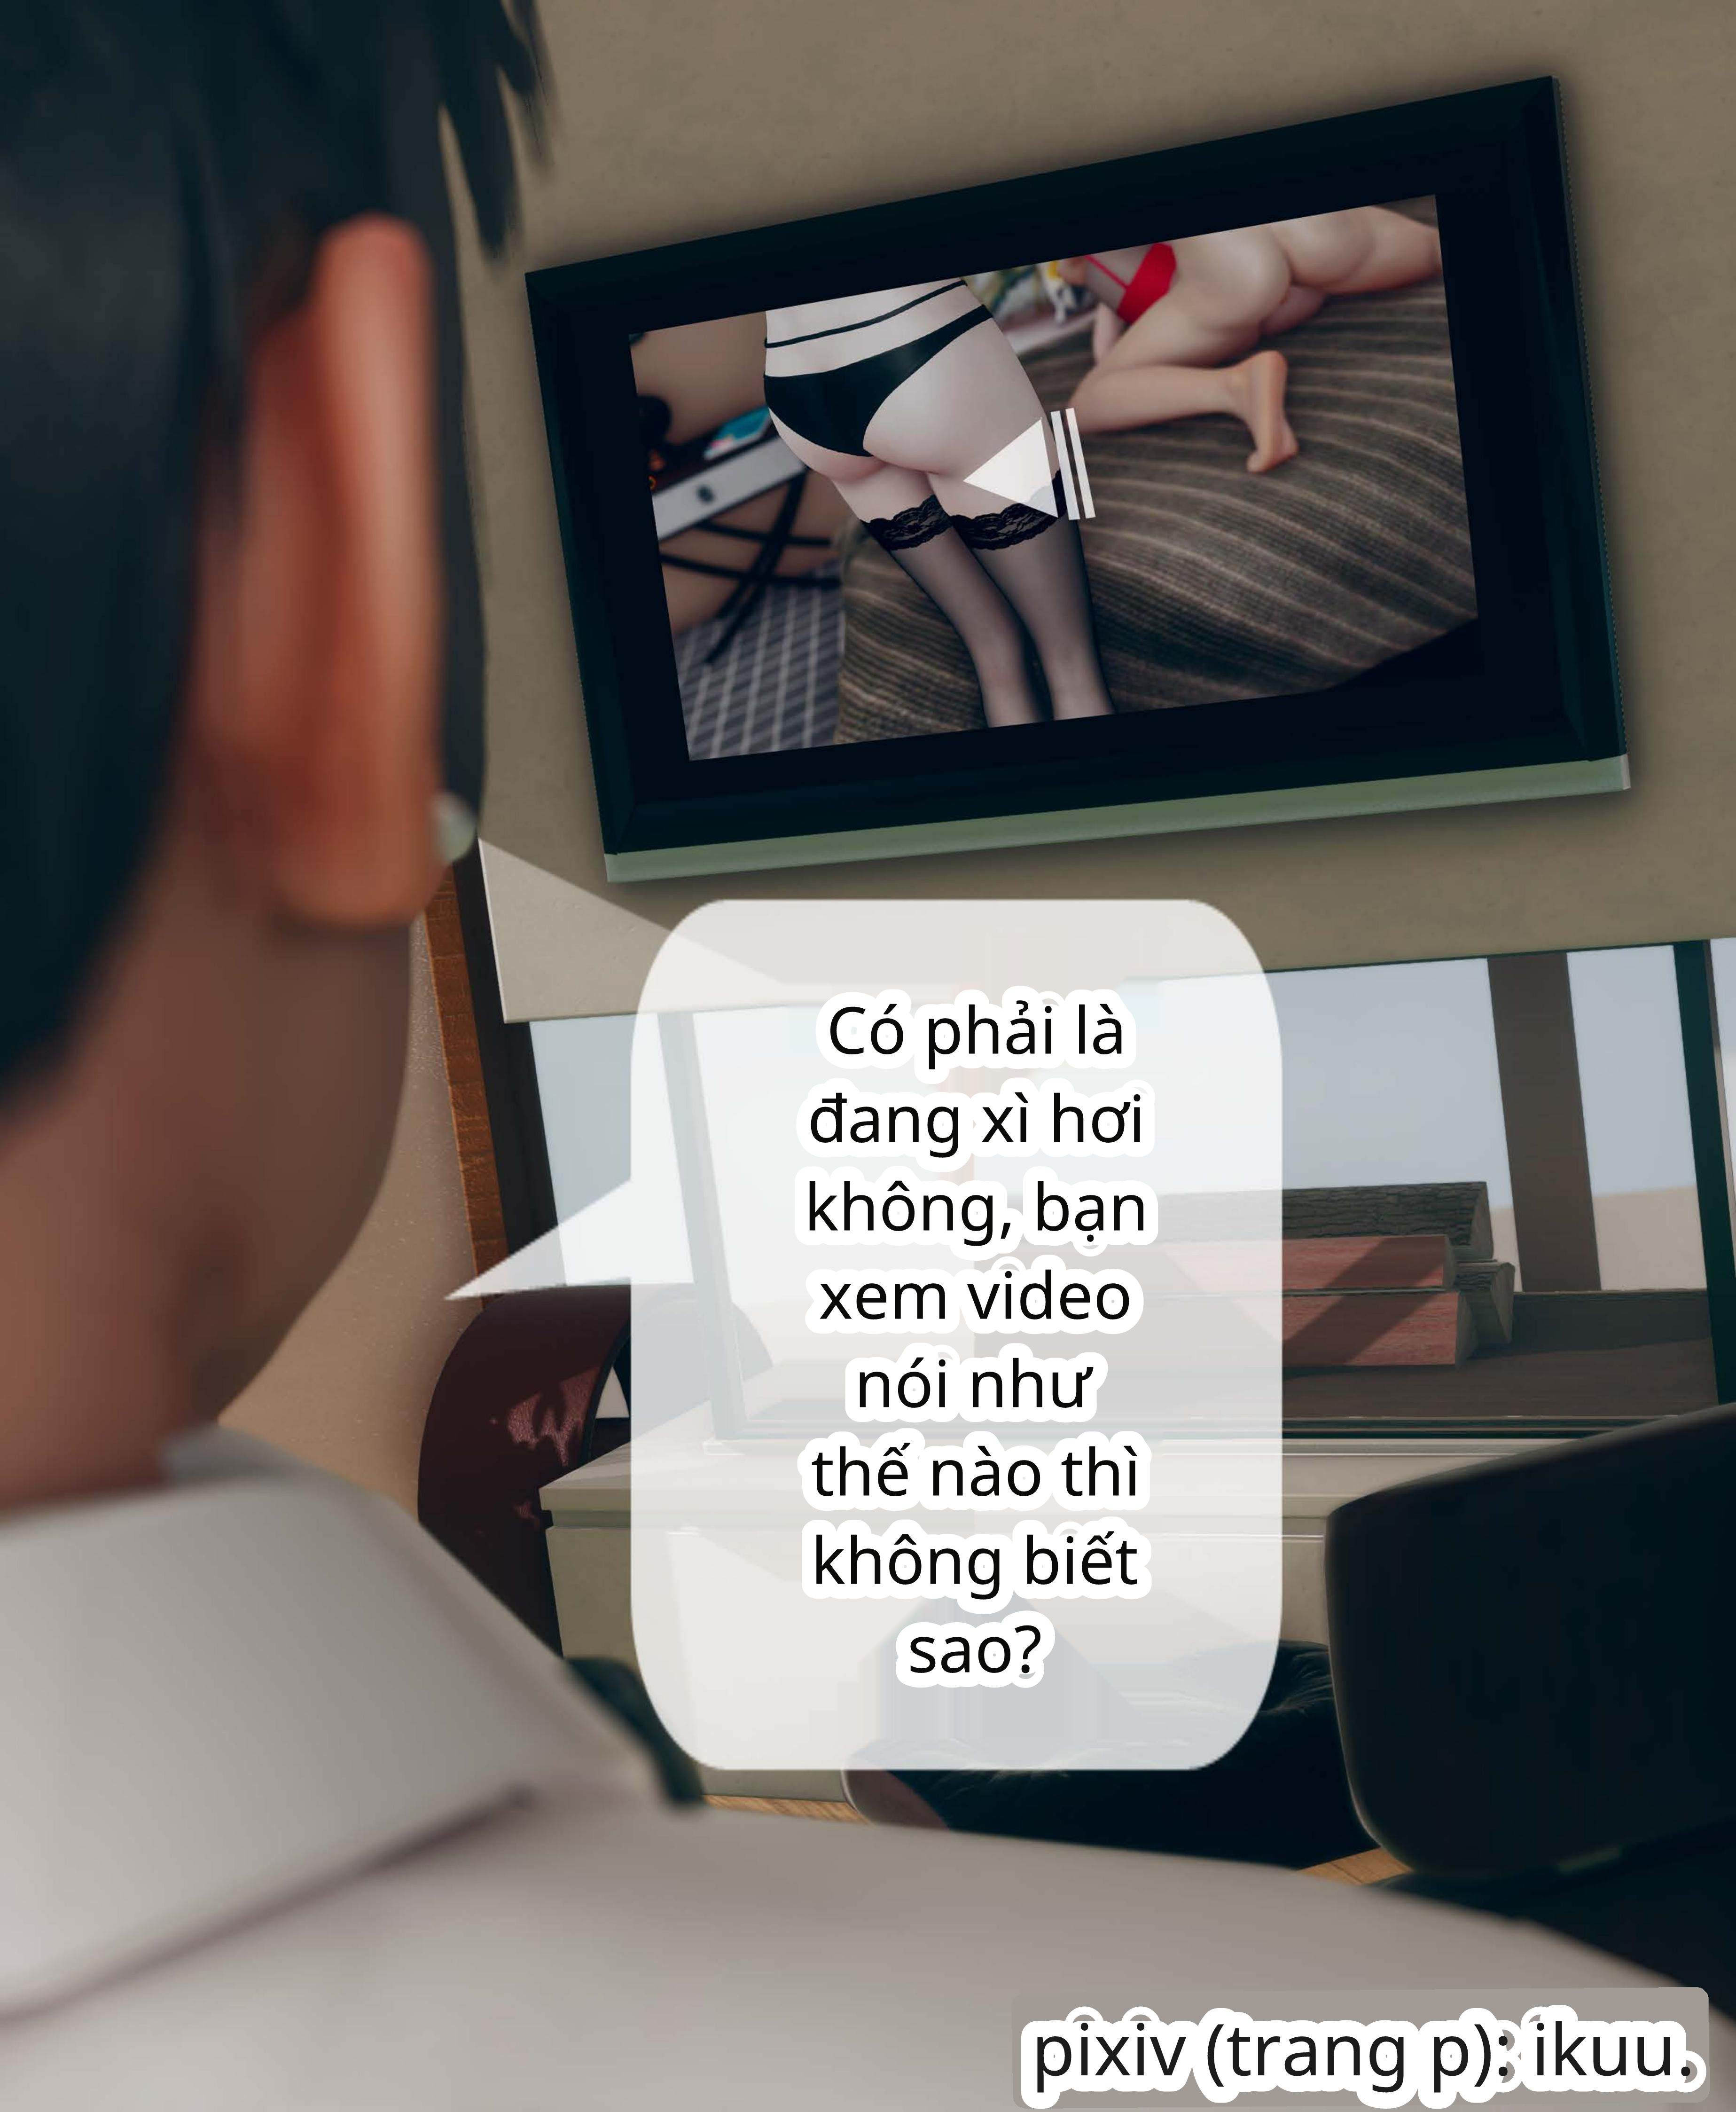 Có phải là
đang xì hơi
không, bạn
xem video
nói như
thế nào thì
không biết
sao?
pixiv (trang p): ikuu.